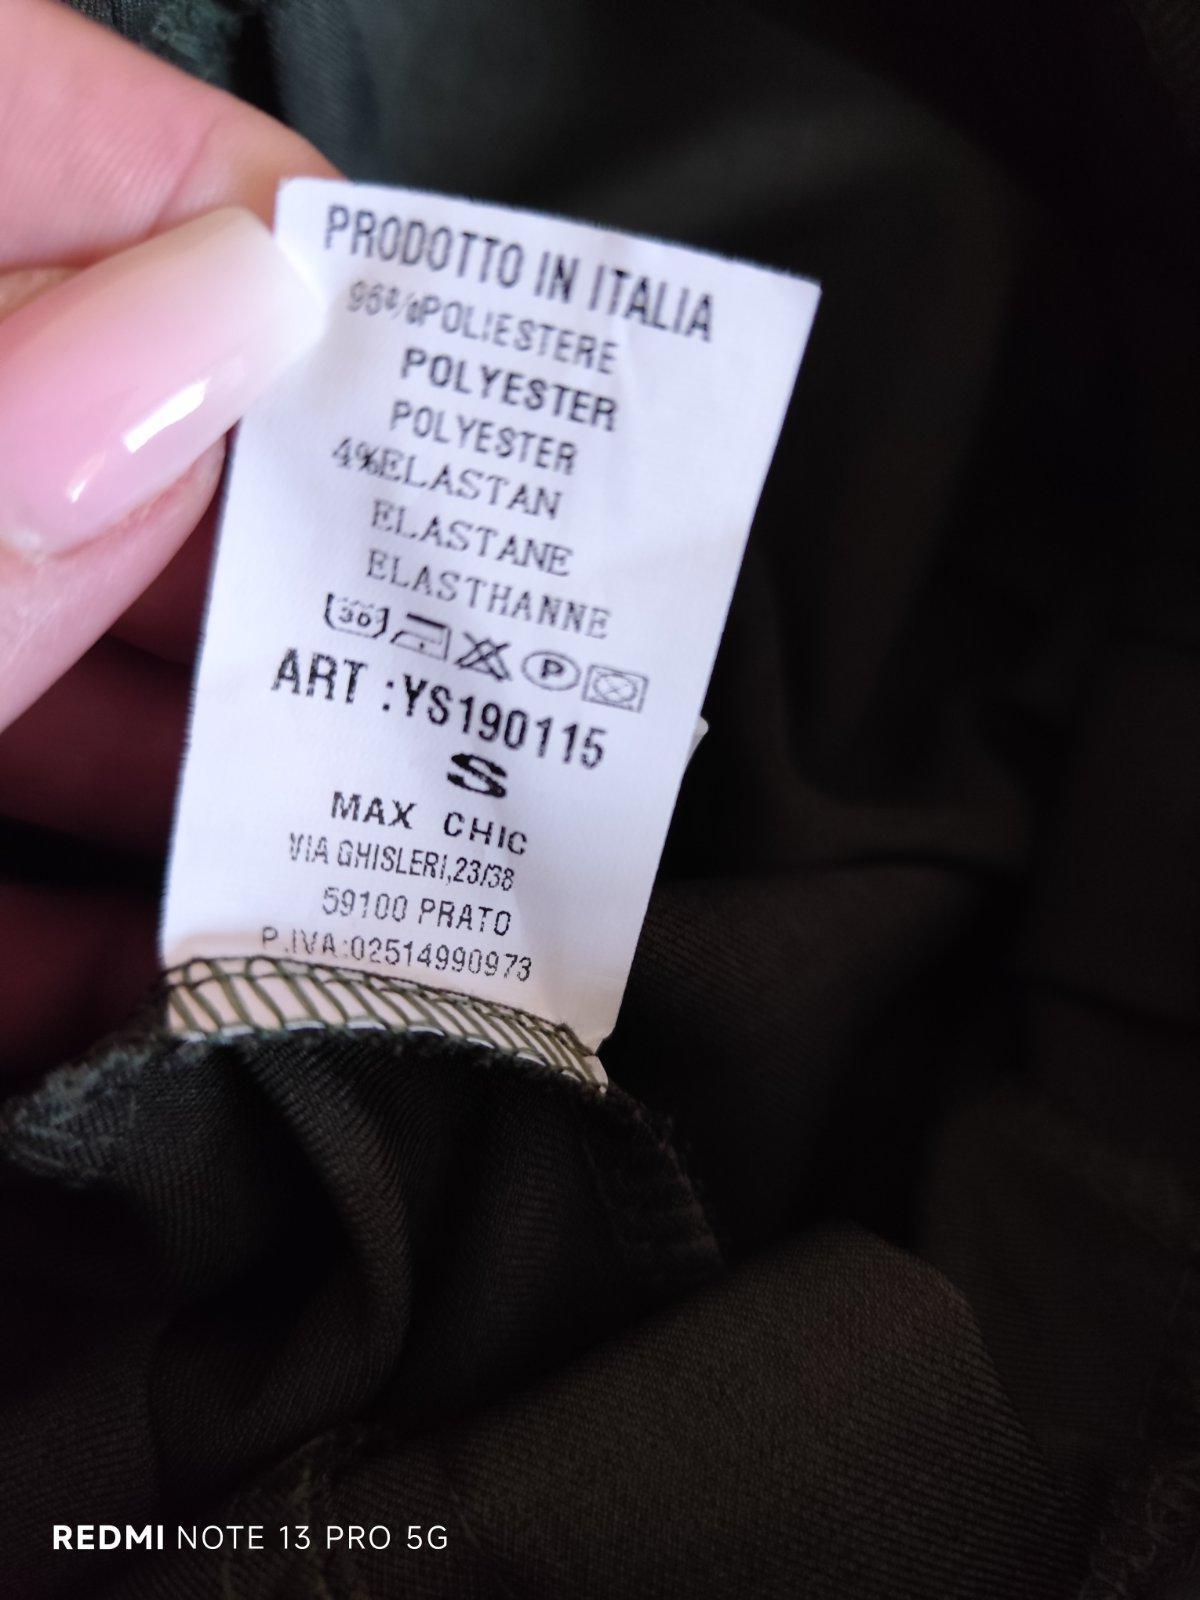 PRODOTTO IN ITALIA
96%POLIESTERE
POLYESTER
POLYESTER
4%ELASTAN
ELASTANE
ELASTHANNE
30 P
ART :YS190115
S
MAX CHIC
VIA GHISLERI,23/38
59100 PRATO
P.IVA:02514990973
REDMI NOTE 13 PRO 5G